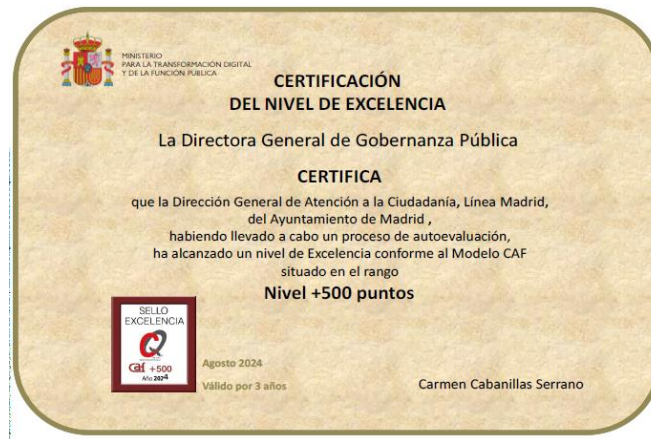 MINISTERIO
PARA LA TRANSFORMACIÓN DIGITAL
Y DE LA FUNCIÓN PÚBLICA
CERTIFICACIÓN
DEL NIVEL DE EXCELENCIA
La Directora General de Gobernanza Pública
CERTIFICA
que la Dirección General de Atención a la Ciudadanía, Línea Madrid,
del Ayuntamiento de Madrid ,
habiendo llevado a cabo un proceso de autoevaluación,
ha alcanzado un nivel de Excelencia conforme al Modelo CAF
situado en el rango
Nivel +500 puntos
SELLO
EXCELENCIA
caf +500
Año 2024
Agosto 2024
Válido por 3 años
Carmen Cabanillas Serrano